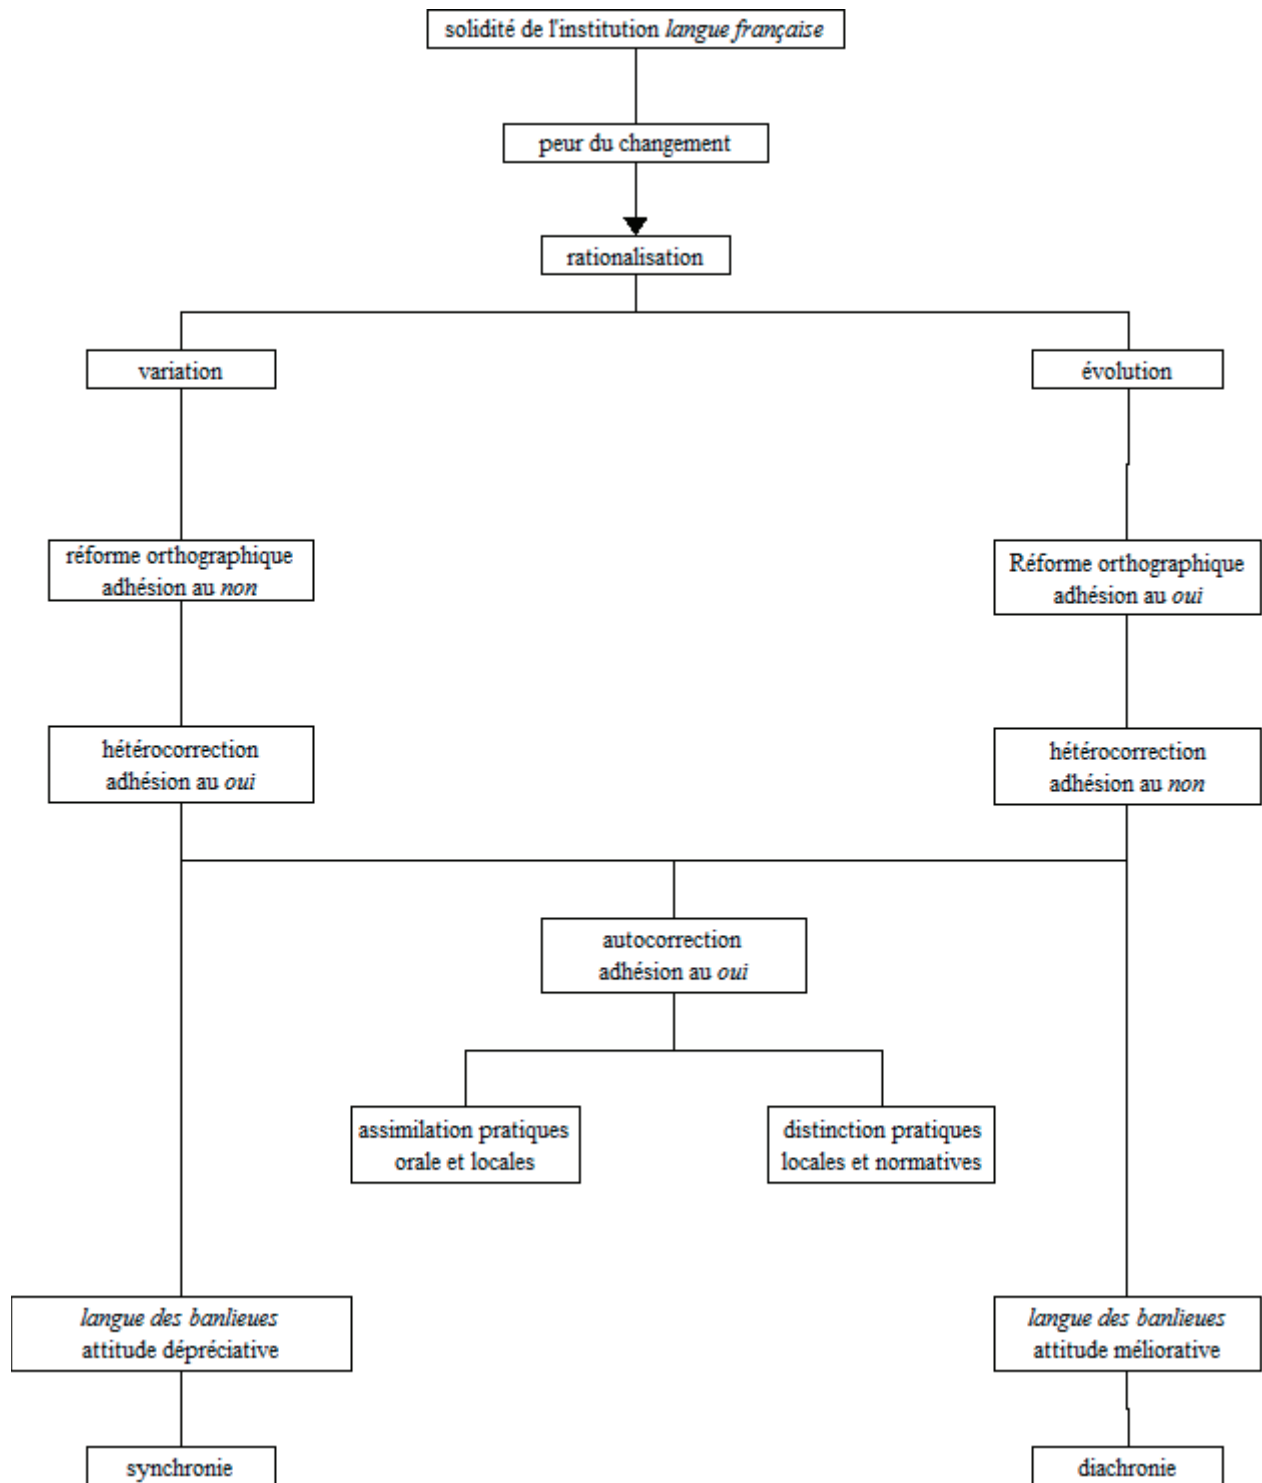 solidité de l'institution langue française
peur du changement
rationalisation
variation
évolution
réforme orthographique
adhésion au non
Réforme orthographique
adhésion au oui
hétérocorrection
adhésion au oui
hétérocorrection
adhésion au non
autocorrection
adhésion au oui
assimilation pratiques
orale et locales
distinction pratiques
locales et normatives
langue des banlieues
attitude dépréciative
langue des banlieues
attitude méliorative
synchronie
diachronie